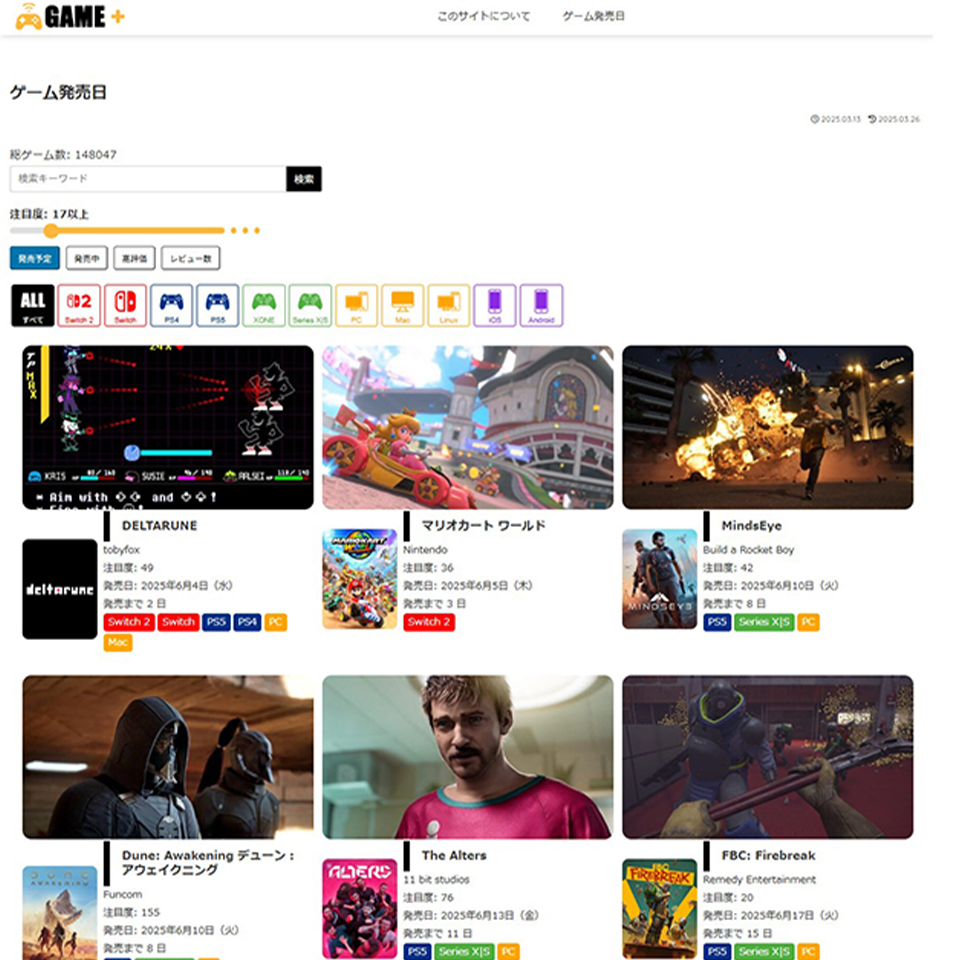 GAME +
このサイトについて ゲーム発売日
ゲーム発売日
2025.03.13 2025.03.26
総ゲーム数: 148047
検索キーワード 検索
注目度: 17以上
発売予定 発売中 高評価 レビュー数
ALL 2
すべて Switch 2 Switch PS4 PS5 XONE Series X|S PC Mac Linux iOS Android
TP
MAX
KRIS SUSIE RALSEI
Aim with and !
DELTARUNE
deltarune
tobyfox
注目度: 49
発売日: 2025年6月4日（水）
発売まで 2 日
Switch 2 Switch PS5 PS4 PC
Mac
マリオカート ワールド
MARIOKART
WORLD
Nintendo
注目度: 36
発売日: 2025年6月5日（木）
発売まで 3 日
Switch 2
MindsEye
MINDSEYE
Build a Rocket Boy
注目度: 42
発売日: 2025年6月10日（火）
発売まで 8 日
PS5 Series X|S PC
Dune: Awakening デューン：
アウェイクニング
DUNE
AWAKENING
Funcom
注目度: 155
発売日: 2025年6月10日（火）
発売まで 8 日
The Alters
ALTERS
11 bit studios
注目度: 76
発売日: 2025年6月13日（金）
発売まで 11 日
PS5 Series X|S PC
FBC: Firebreak
FBC
FIREBREAK
Remedy Entertainment
注目度: 20
発売日: 2025年6月17日（火）
発売まで 15 日
PS5 Series X|S PC